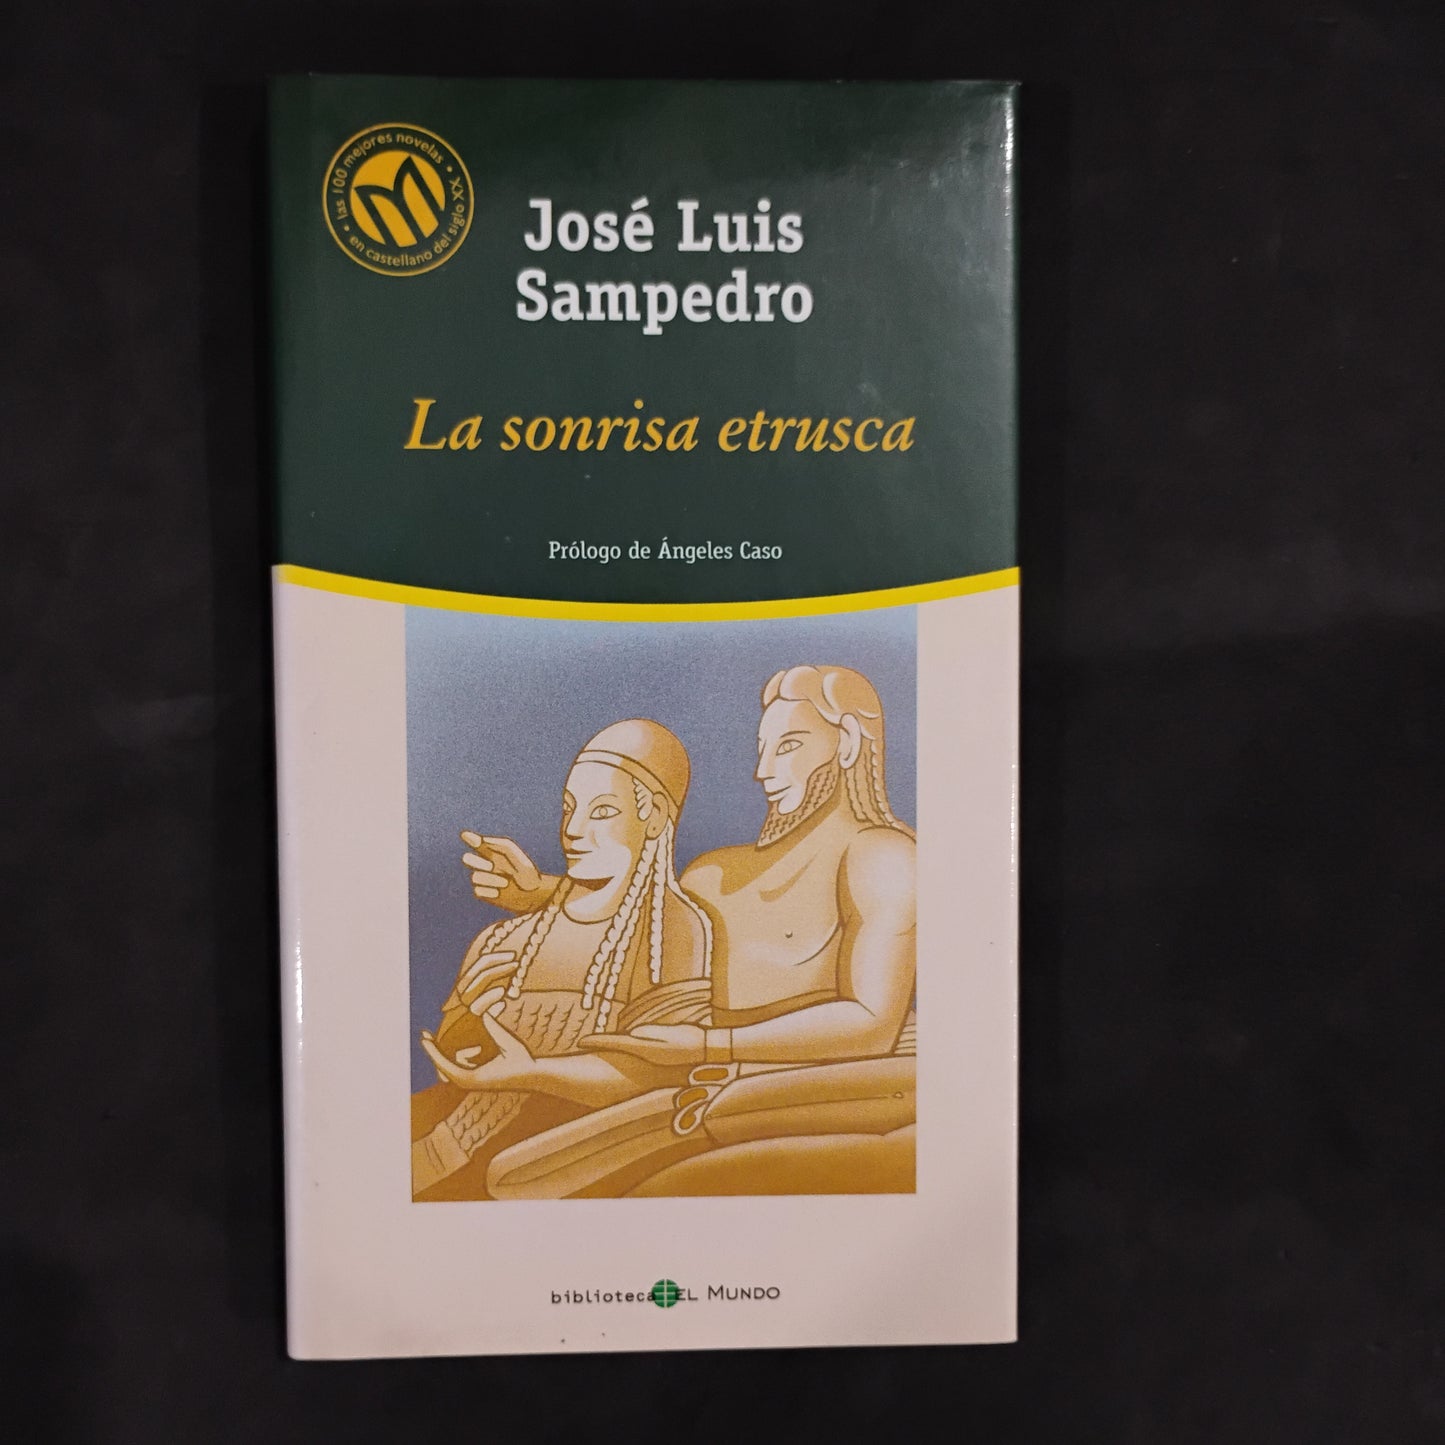 las 100 mejores novelas
en castellano del siglo XX
José Luis
Sampedro
La sonrisa etrusca
Prólogo de Ángeles Caso
biblioteca EL MUNDO